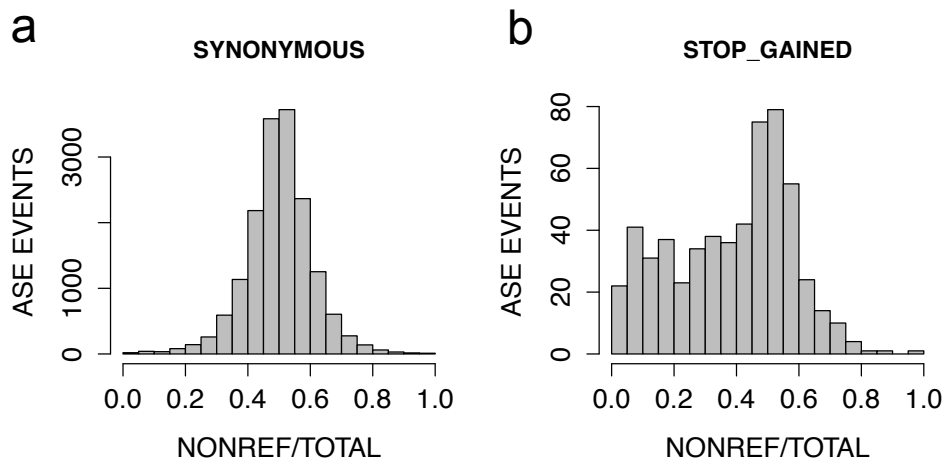 a
SYNONYMOUS
ASE EVENTS
3000
1000
0
0.0 0.2 0.4 0.6 0.8 1.0
NONREF/TOTAL
b
STOP_GAINED
ASE EVENTS
80
60
40
20
0
0.0 0.2 0.4 0.6 0.8 1.0
NONREF/TOTAL